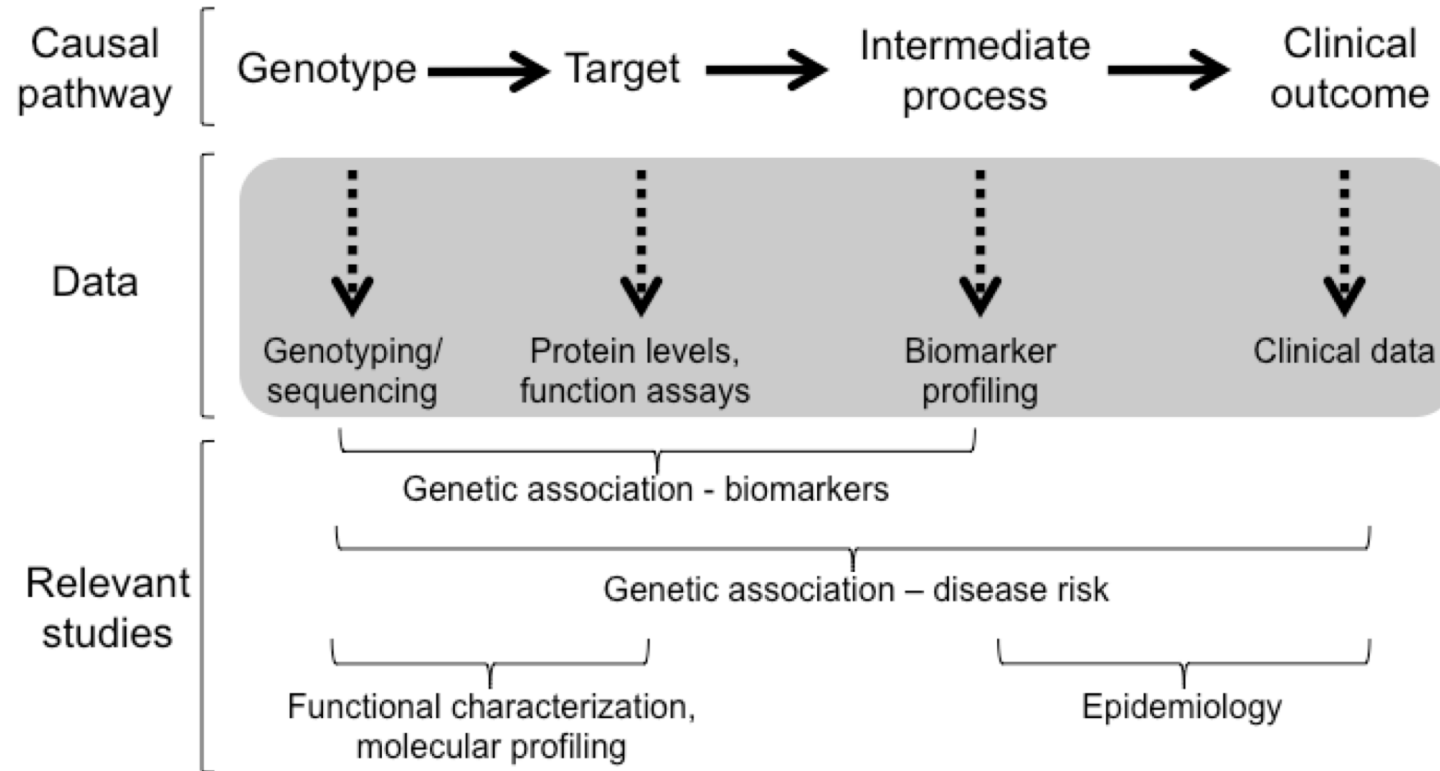 Causal
pathway
Genotype
Target
Intermediate
process
Clinical
outcome
Data
Genotyping/
sequencing
Protein levels,
function assays
Biomarker
profiling
Clinical data
Relevant
studies
Genetic association - biomarkers
Genetic association – disease risk
Functional characterization,
molecular profiling
Epidemiology